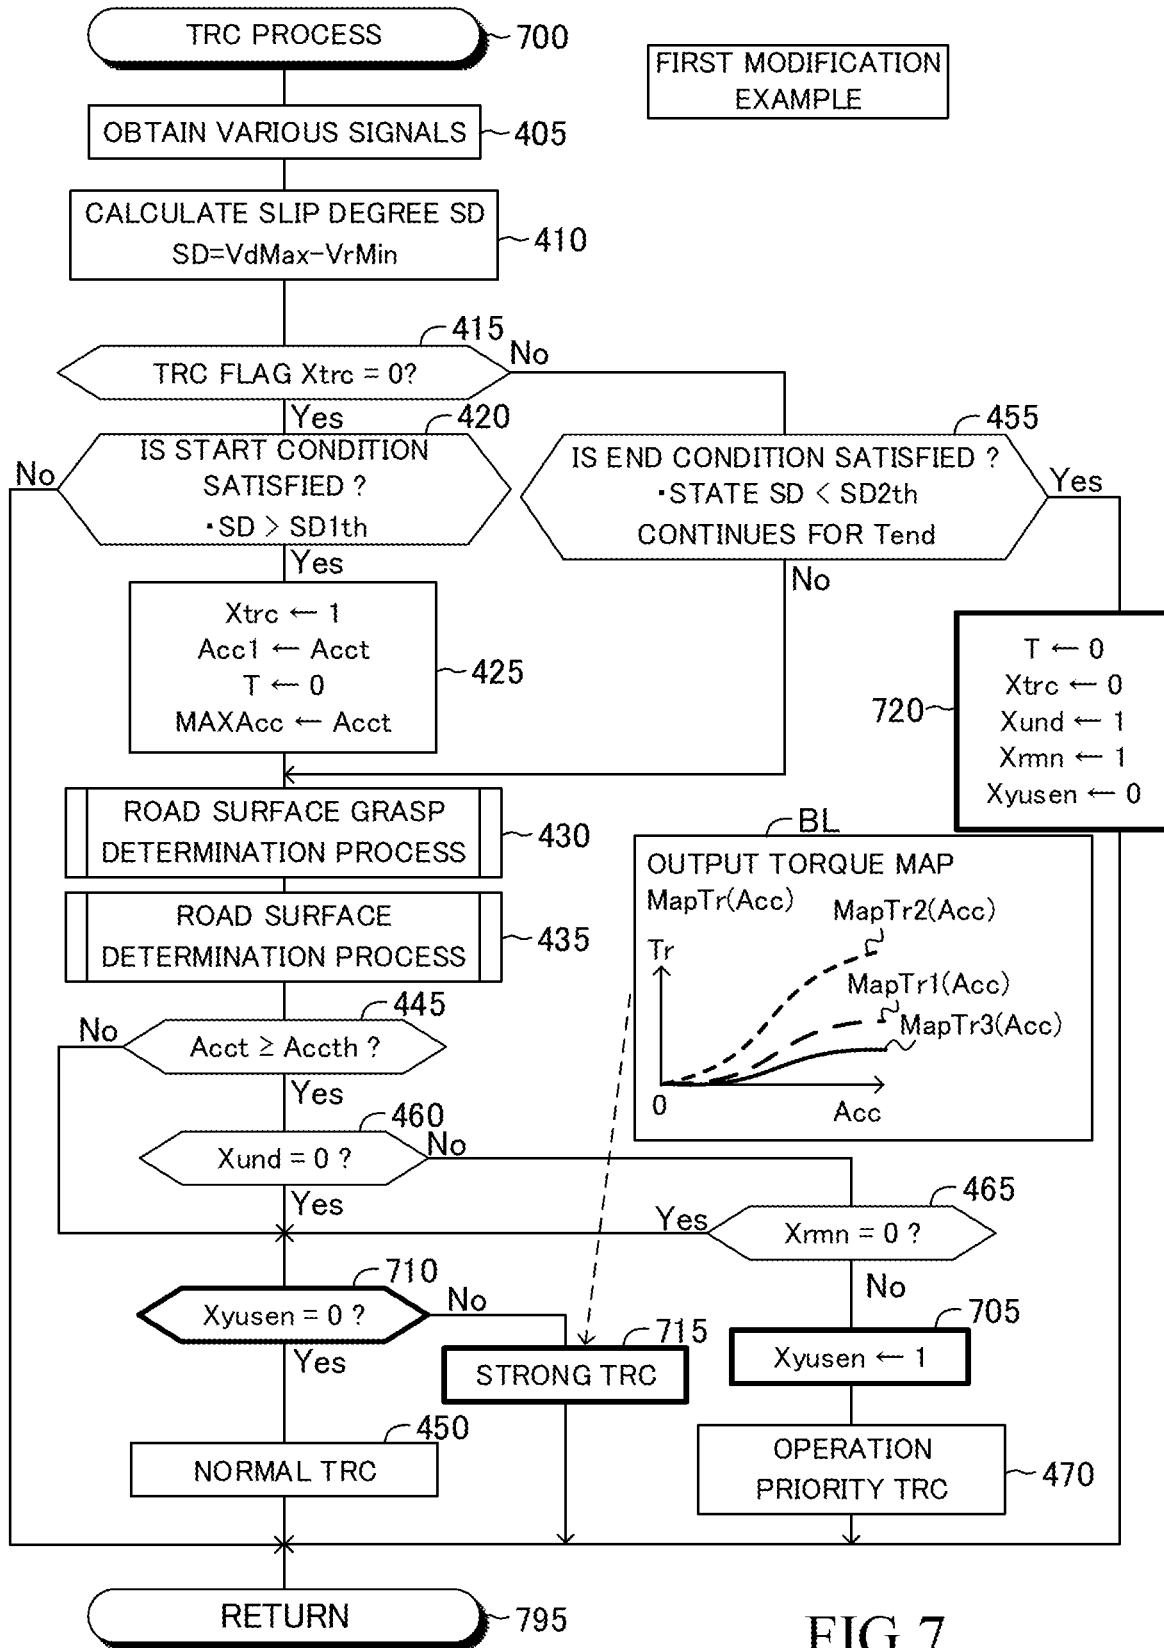 TRC PROCESS
700
FIRST MODIFICATION
EXAMPLE
OBTAIN VARIOUS SIGNALS
405
CALCULATE SLIP DEGREE SD
SD=VdMax-VrMin
410
415
TRC FLAG Xtrc = 0?
No
Yes
420
IS START CONDITION
SATISFIED ?
・SD > SD1th
No
Yes
455
IS END CONDITION SATISFIED ?
・STATE SD < SD2th
CONTINUES FOR Tend
Yes
No
Xtrc ← 1
Acc1 ← Acct
T ← 0
MAXAcc ← Acct
425
T ← 0
Xtrc ← 0
Xund ← 1
Xrmn ← 1
Xyusen ← 0
720
ROAD SURFACE GRASP
DETERMINATION PROCESS
430
ROAD SURFACE
DETERMINATION PROCESS
435
BL
OUTPUT TORQUE MAP
MapTr(Acc)
MapTr2(Acc)
Tr
MapTr1(Acc)
MapTr3(Acc)
0
Acc
445
No
Acct ≥ Accth ?
Yes
460
Xund = 0 ?
No
Yes
465
Yes
Xrmn = 0 ?
No
710
Xyusen = 0 ?
No
Yes
715
STRONG TRC
705
Xyusen ← 1
450
NORMAL TRC
OPERATION
PRIORITY TRC
470
RETURN
795
FIG.7